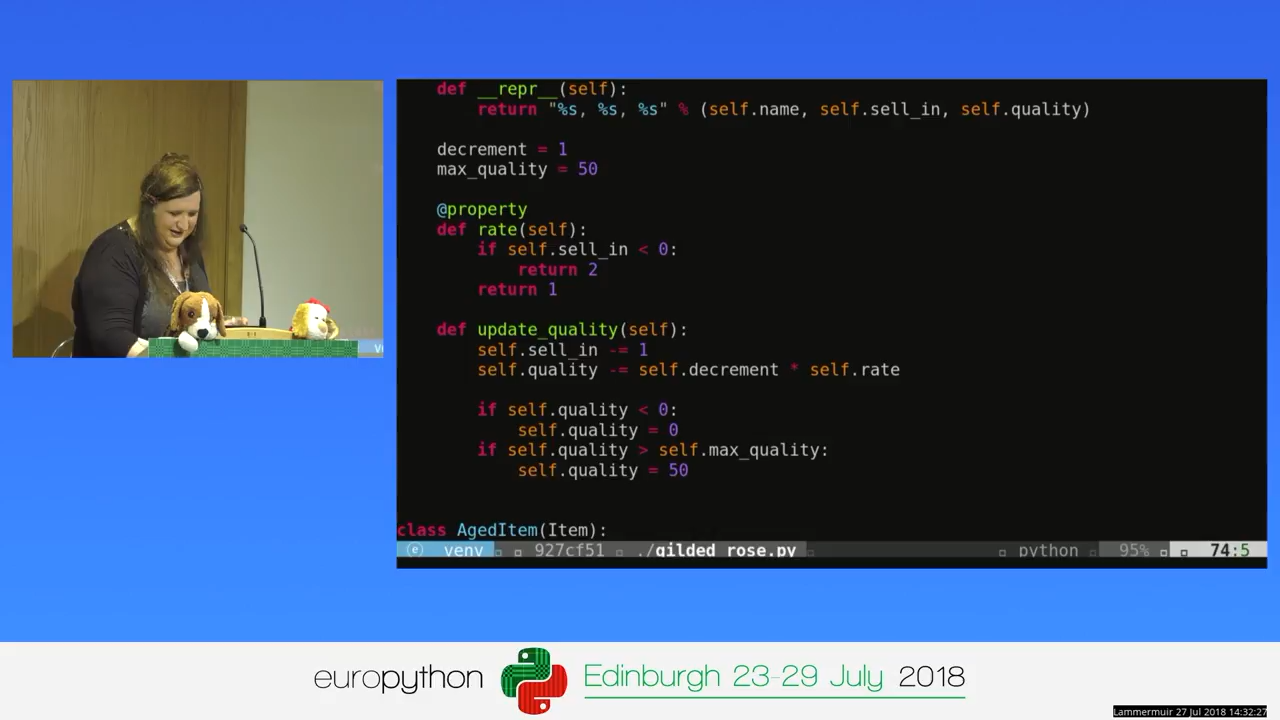 def __repr__(self):
return "%s, %s, %s" % (self.name, self.sell_in, self.quality)
decrement = 1
max_quality = 50
@property
def rate(self):
if self.sell_in < 0:
return 2
return 1
def update_quality(self):
self.sell_in -= 1
self.quality -= self.decrement * self.rate
if self.quality < 0:
self.quality = 0
if self.quality > self.max_quality:
self.quality = 50
class AgedItem(Item):
venv 927cf51 ./gilded_rose.py python 95% 74:5
europython Edinburgh 23-29 July 2018
Lammermuir 27 Jul 2018 14:32:27